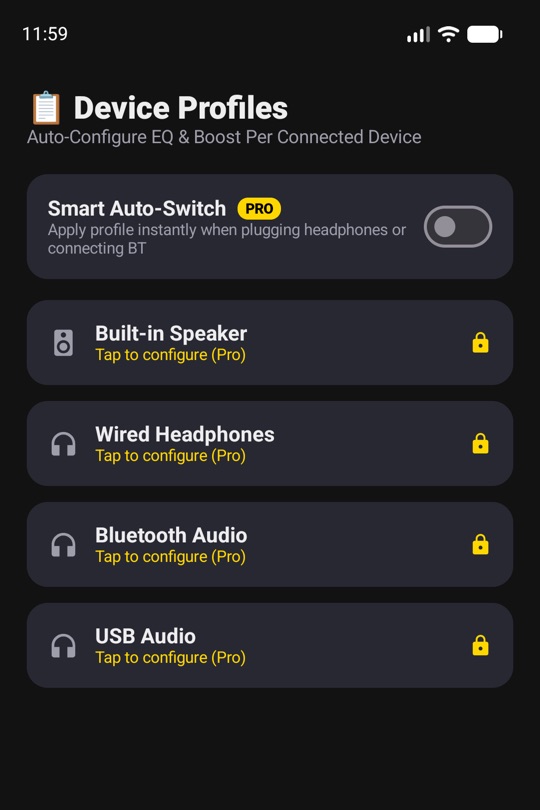 11:59
📋 Device Profiles
Auto-Configure EQ & Boost Per Connected Device
Smart Auto-Switch PRO
Apply profile instantly when plugging headphones or
connecting BT
Built-in Speaker
Tap to configure (Pro)
Wired Headphones
Tap to configure (Pro)
Bluetooth Audio
Tap to configure (Pro)
USB Audio
Tap to configure (Pro)